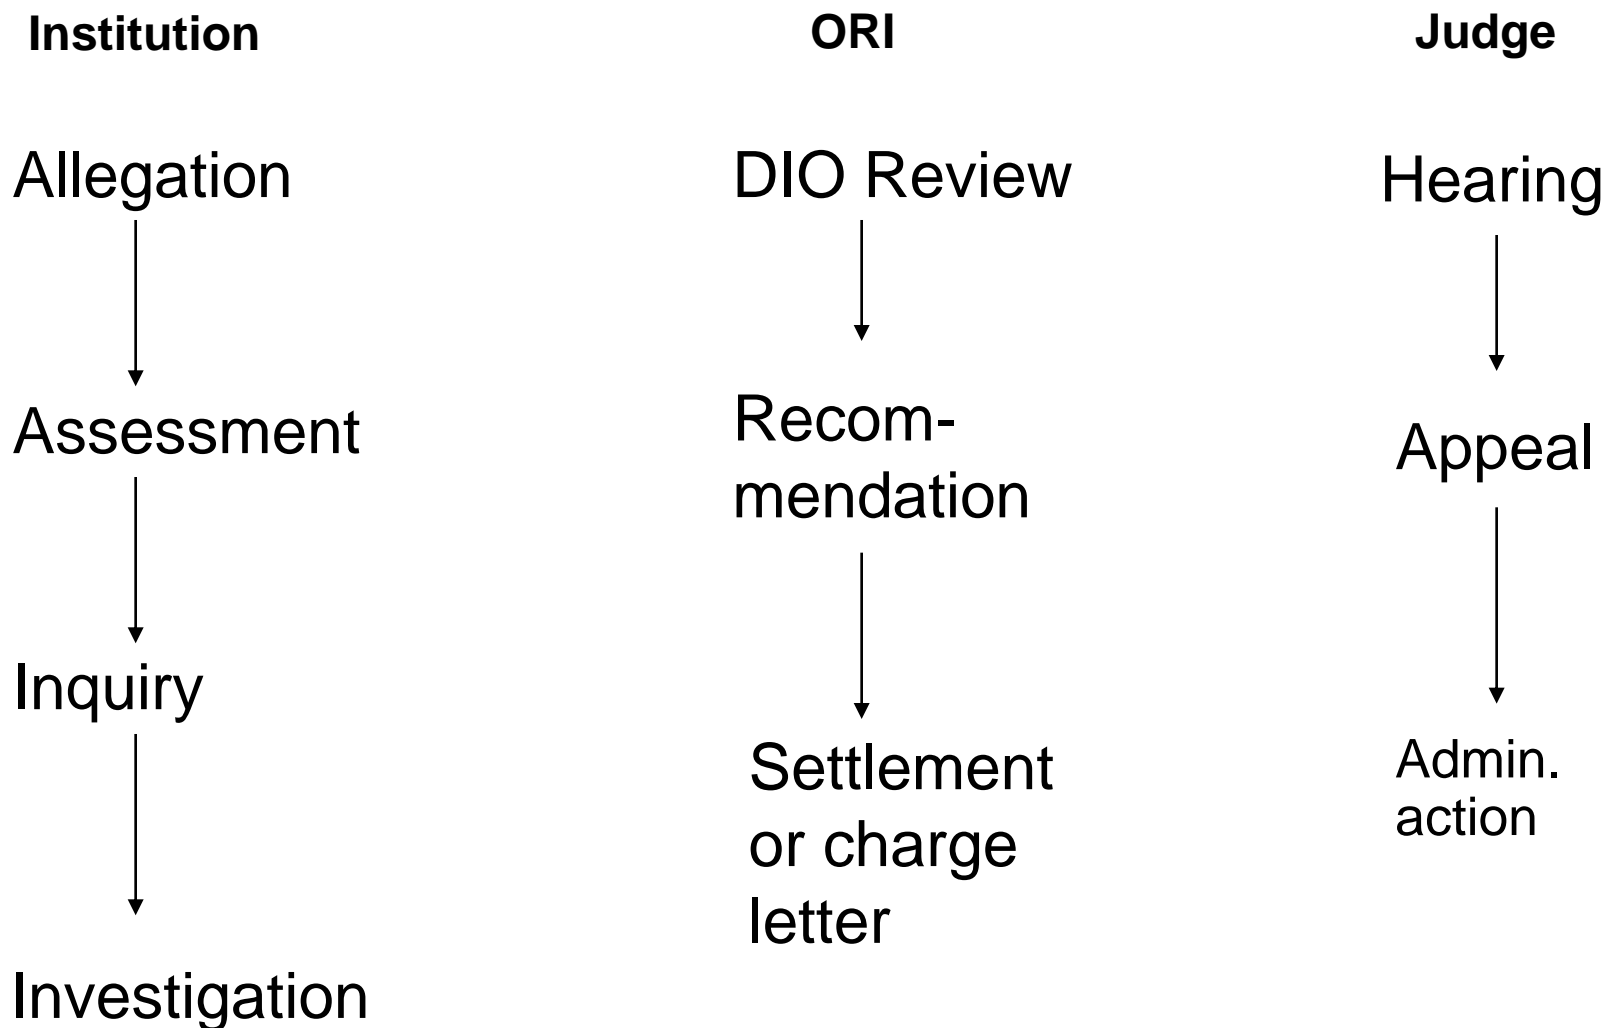 Institution
Allegation
Assessment
Inquiry
Investigation
ORI
DIO Review
Recom-
mendation
Settlement
or charge
letter
Judge
Hearing
Appeal
Admin.
action